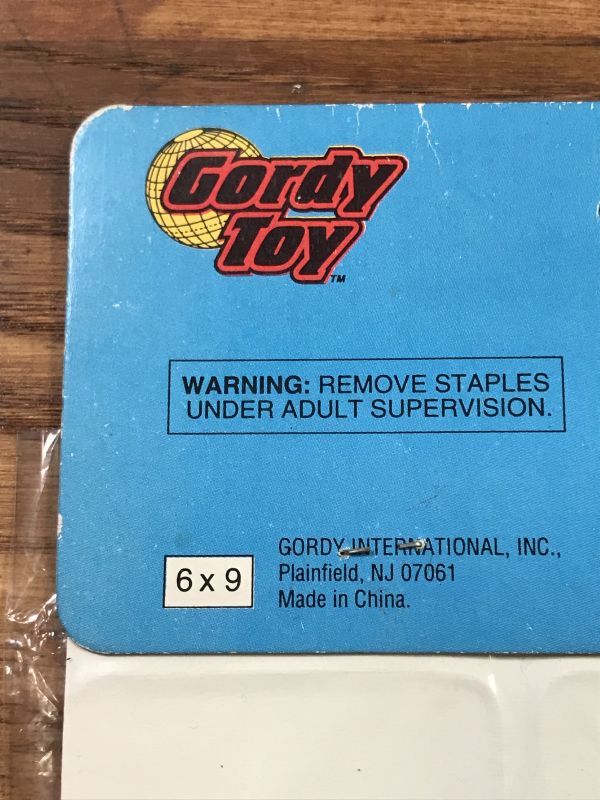 Gordy
Toy
TM
WARNING: REMOVE STAPLES
UNDER ADULT SUPERVISION.
6 x 9
GORDY INTERNATIONAL, INC.,
Plainfield, NJ 07061
Made in China.